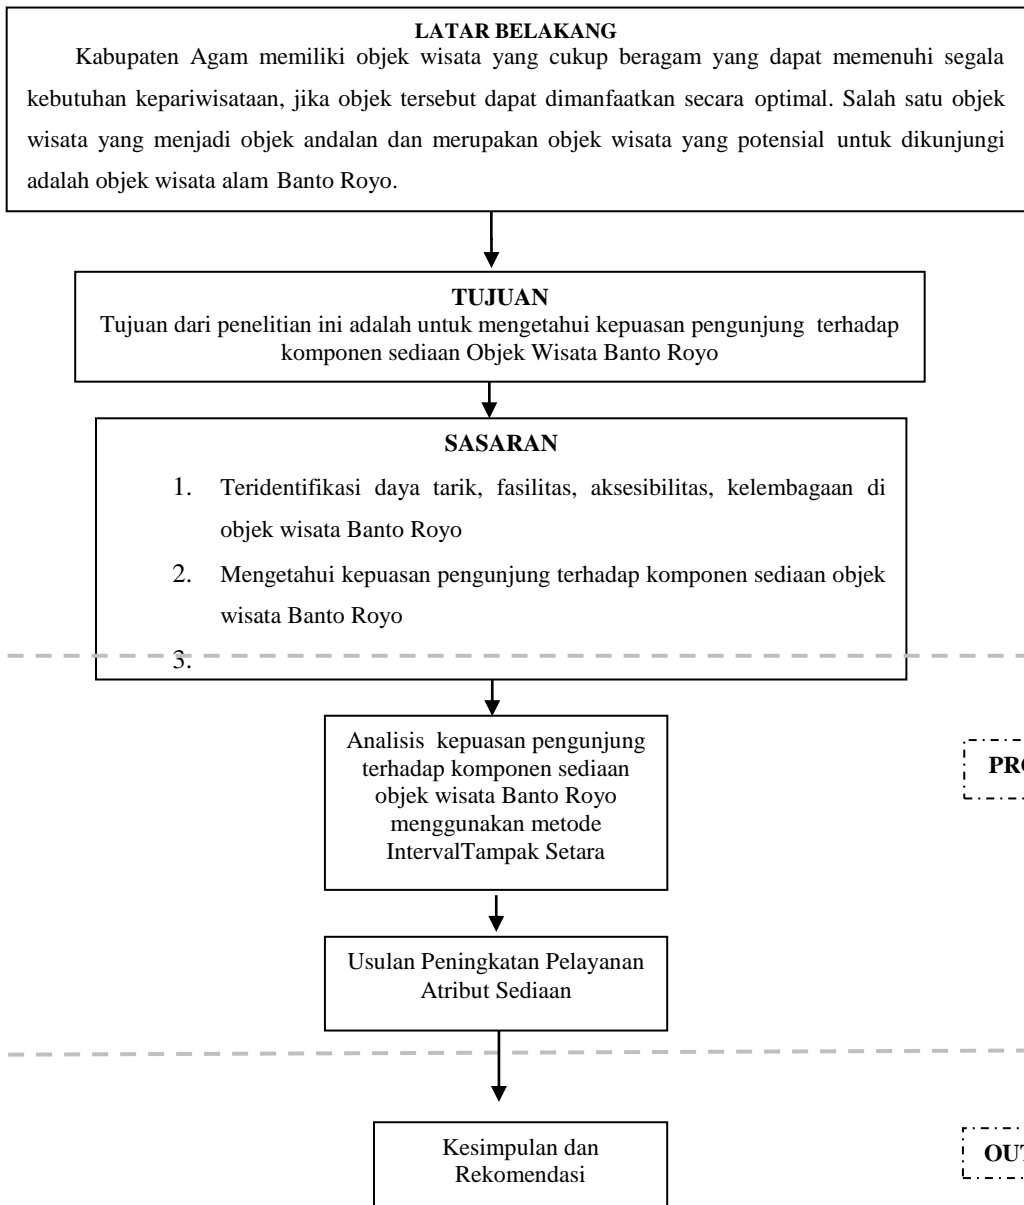 LATAR BELAKANG
Kabupaten Agam memiliki objek wisata yang cukup beragam yang dapat memenuhi segala
kebutuhan kepariwisataan, jika objek tersebut dapat dimanfaatkan secara optimal. Salah satu objek
wisata yang menjadi objek andalan dan merupakan objek wisata yang potensial untuk dikunjungi
adalah objek wisata alam Banto Royo.
TUJUAN
Tujuan dari penelitian ini adalah untuk mengetahui kepuasan pengunjung terhadap
komponen sediaan Objek Wisata Banto Royo
SASARAN
1. Teridentifikasi daya tarik, fasilitas, aksesibilitas, kelembagaan di
objek wisata Banto Royo
2. Mengetahui kepuasan pengunjung terhadap komponen sediaan objek
wisata Banto Royo
3.
Analisis kepuasan pengunjung
terhadap komponen sediaan
objek wisata Banto Royo
menggunakan metode
IntervalTampak Setara
Usulan Peningkatan Pelayanan
Atribut Sediaan
Kesimpulan dan
Rekomendasi